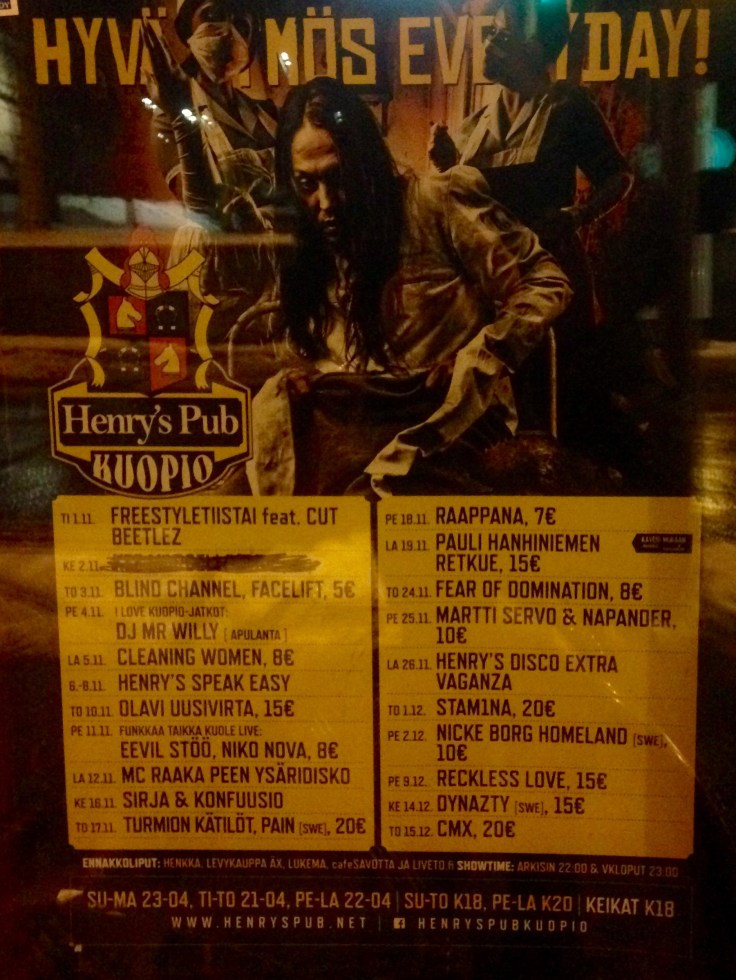 HYVÄ MÖS EVE YDAY!
Henry's Pub
KUOPIO
TI 1.11. FREESTYLETIISTAI feat. CUT
BEETLEZ
KE 2.11.
TO 3.11. BLIND CHANNEL, FACELIFT, 5€
PE 4.11. I LOVE KUOPIO-JATKOT:
DJ MR WILLY [APULANTA]
LA 5.11. CLEANING WOMEN, 8€
6.-8.11. HENRY'S SPEAK EASY
TO 10.11. OLAVI UUSIVIRTA, 15€
PE 11.11. FUNKKAA TAIKKA KUOLE LIVE:
EEVIL STÖÖ, NIKO NOVA, 8€
LA 12.11. MC RAAKA PEEN YSÄRIDISKO
KE 16.11. SIRJA & KONFUUSIO
TO 17.11. TURMION KÄTILÖT, PAIN [SWE], 20€
PE 18.11. RAAPPANA, 7€
LA 19.11. PAULI HANHINIEMEN
RETKUE, 15€
TO 24.11. FEAR OF DOMINATION, 8€
PE 25.11. MARTTI SERVO & NAPANDER,
10€
LA 26.11. HENRY'S DISCO EXTRA
VAGANZA
TO 1.12. STAM1NA, 20€
PE 2.12. NICKE BORG HOMELAND [SWE],
10€
PE 9.12. RECKLESS LOVE, 15€
KE 14.12. DYNAZTY [SWE], 15€
TO 15.12. CMX, 20€
ENNAKKOLIPUT: HENKKA, LEVYKAUPPA ÄX, LUKEMA, cafeSAVOTTA JA LIVETO.fi SHOWTIME: ARKISIN 22:00 & VKLOPUT 23:00
SU-MA 23-04, TI-TO 21-04, PE-LA 22-04 | SU-TO K18, PE-LA K20 | KEIKAT K18
WWW.HENRYSPUB.NET | HENRYSPUBKUOPIO